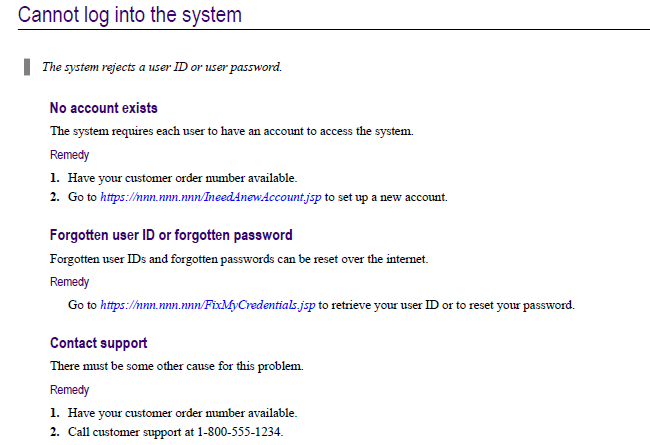 Cannot log into the system
The system rejects a user ID or user password.
No account exists
The system requires each user to have an account to access the system.
Remedy
1. Have your customer order number available.
2. Go to https://nnn.nnn.nnn/IneedAnewAccount.jsp to set up a new account.
Forgotten user ID or forgotten password
Forgotten user IDs and forgotten passwords can be reset over the internet.
Remedy
Go to https://nnn.nnn.nnn/FixMyCredentials.jsp to retrieve your user ID or to reset your password.
Contact support
There must be some other cause for this problem.
Remedy
1. Have your customer order number available.
2. Call customer support at 1-800-555-1234.